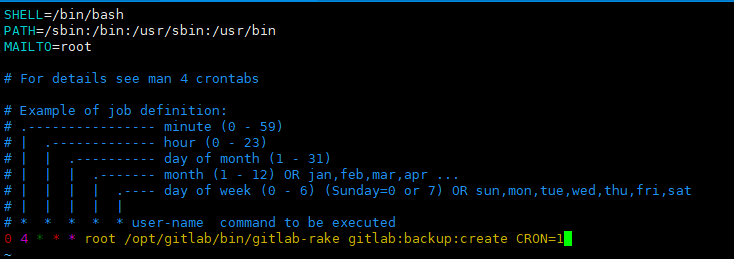 SHELL=/bin/bash
PATH=/sbin:/bin:/usr/sbin:/usr/bin
MAILTO=root

# For details see man 4 crontabs

# Example of job definition:
# .---------------- minute (0 - 59)
# |  .------------- hour (0 - 23)
# |  |  .---------- day of month (1 - 31)
# |  |  |  .------- month (1 - 12) OR jan,feb,mar,apr ...
# |  |  |  |  .---- day of week (0 - 6) (Sunday=0 or 7) OR sun,mon,tue,wed,thu,fri,sat
# |  |  |  |  |
# *  *  *  *  * user-name  command to be executed
0 4 * * * root /opt/gitlab/bin/gitlab-rake gitlab:backup:create CRON=1
~